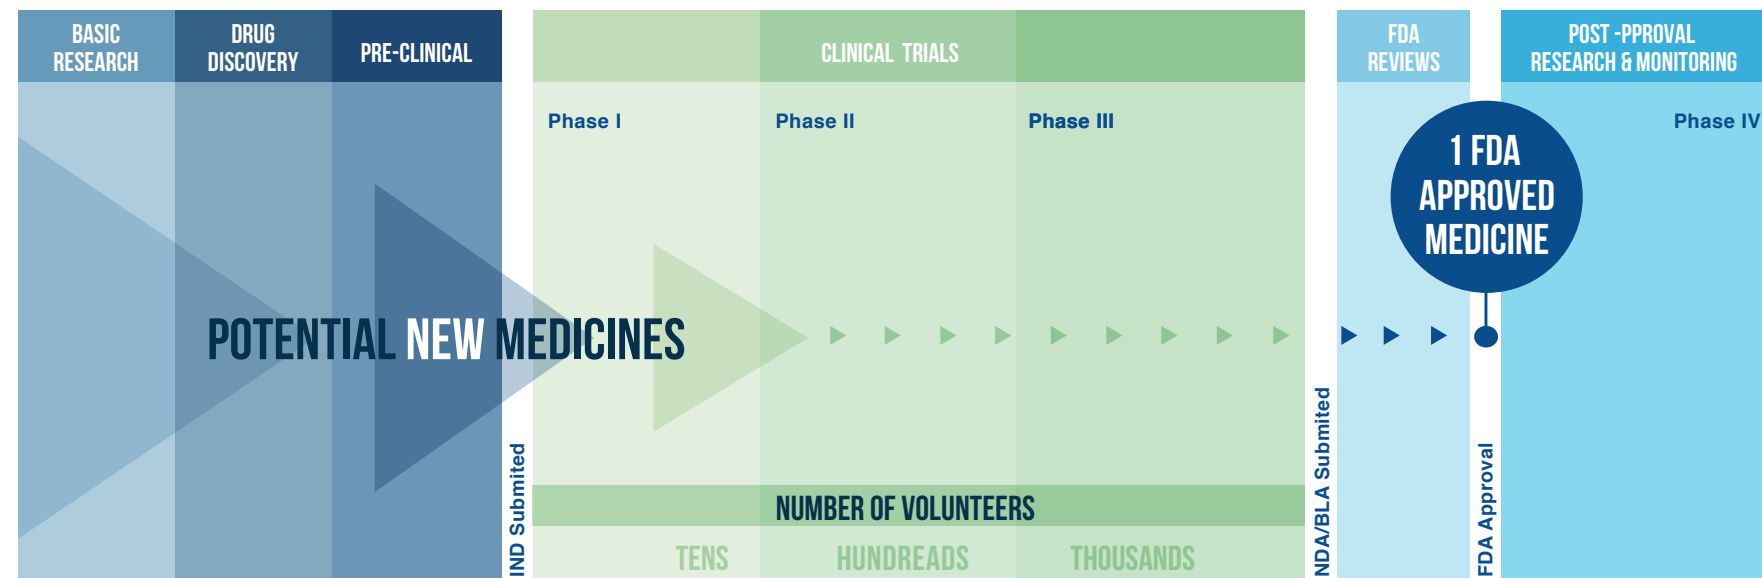 BASIC
RESEARCH
DRUG
DISCOVERY
PRE-CLINICAL
CLINICAL TRIALS
FDA
REVIEWS
POST -PPROVAL
RESEARCH & MONITORING
Phase I
Phase II
Phase III
Phase IV
1 FDA
APPROVED
MEDICINE
POTENTIAL NEW MEDICINES
IND Submited
NDA/BLA Submited
FDA Approval
NUMBER OF VOLUNTEERS
TENS
HUNDREADS
THOUSANDS